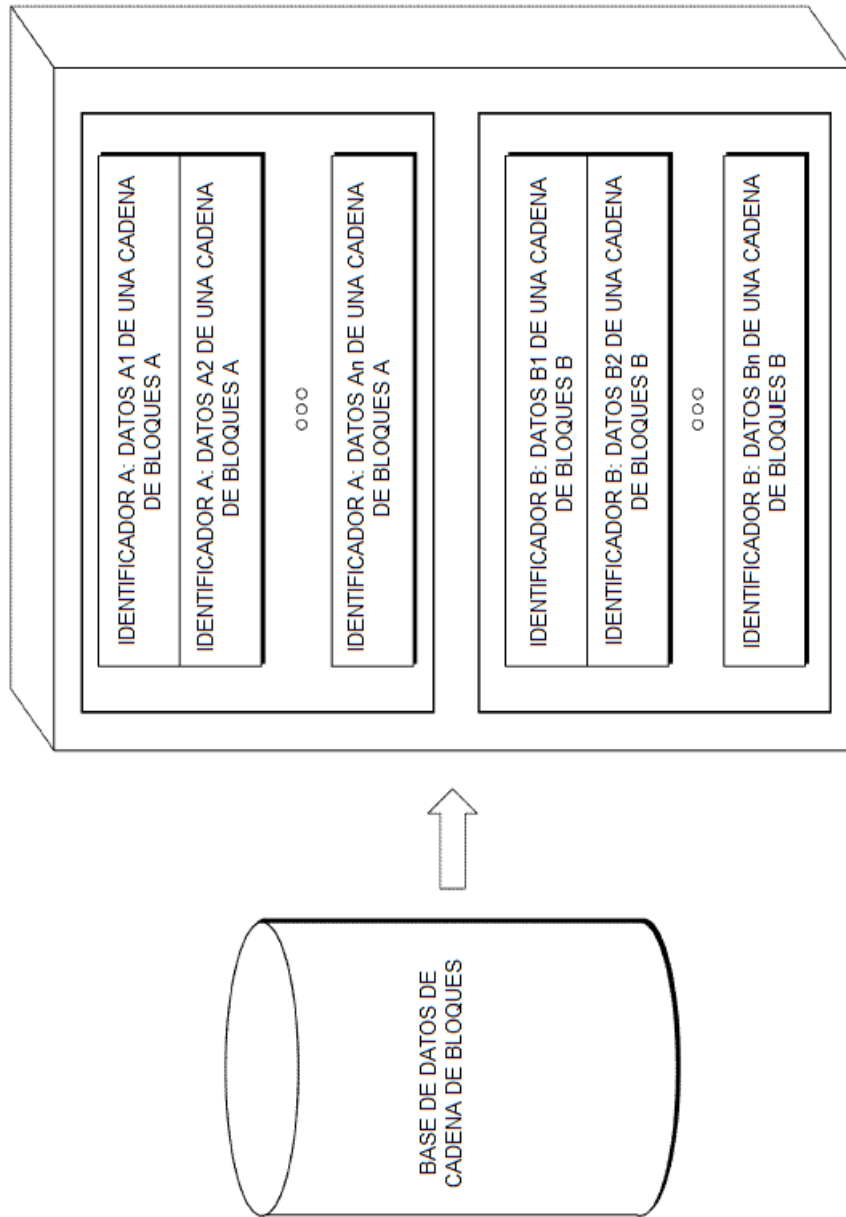 BASE DE DATOS DE
CADENA DE BLOQUES
IDENTIFICADOR A: DATOS A1 DE UNA CADENA
DE BLOQUES A
IDENTIFICADOR A: DATOS A2 DE UNA CADENA
DE BLOQUES A
IDENTIFICADOR A: DATOS An DE UNA CADENA
DE BLOQUES A
IDENTIFICADOR B: DATOS B1 DE UNA CADENA
DE BLOQUES B
IDENTIFICADOR B: DATOS B2 DE UNA CADENA
DE BLOQUES B
IDENTIFICADOR B: DATOS Bn DE UNA CADENA
DE BLOQUES B